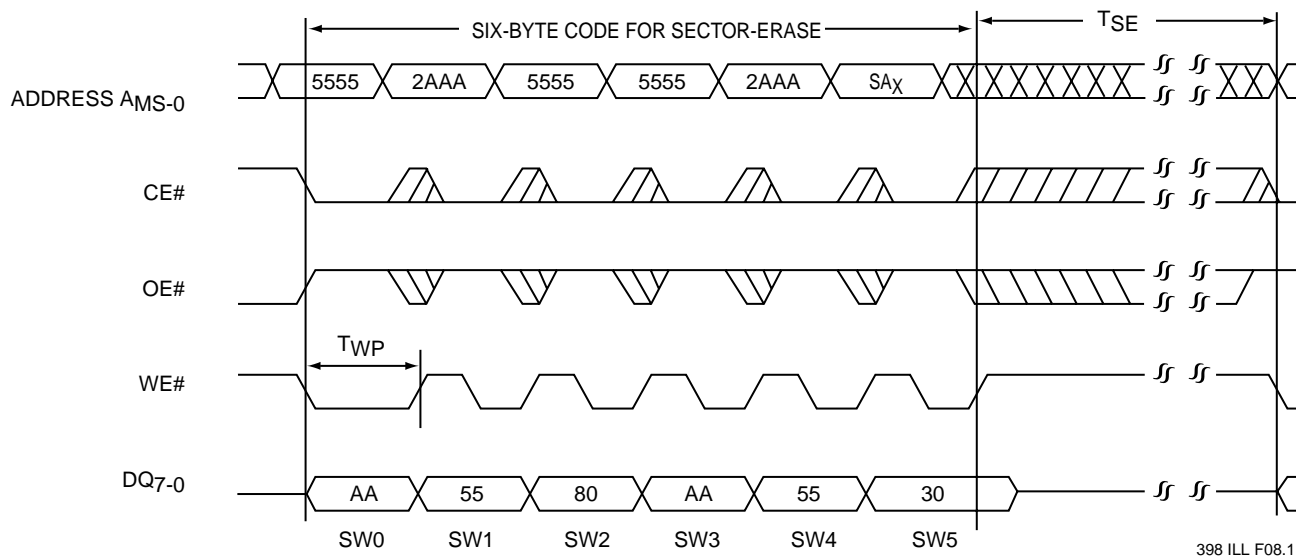 SIX-BYTE CODE FOR SECTOR-ERASE TSE
ADDRESS AMS-0 5555 2AAA 5555 5555 2AAA SAX
CE#
OE#
TWP
WE#
DQ7-0 AA 55 80 AA 55 30
SW0 SW1 SW2 SW3 SW4 SW5
398 ILL F08.1